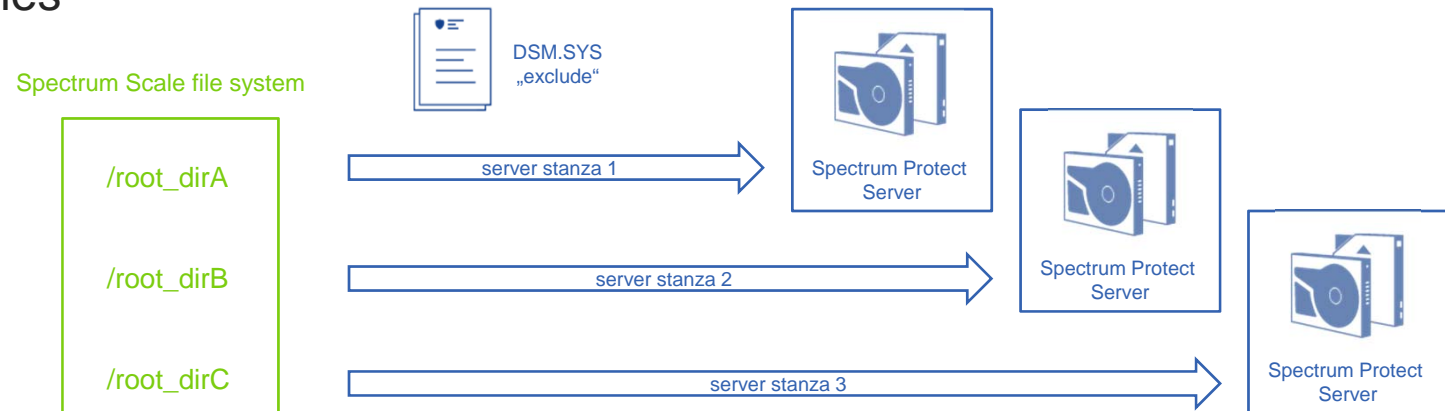 DSM.SYS
„exclude“
Spectrum Scale file system
/root_dirA
server stanza 1
Spectrum Protect
Server
/root_dirB
server stanza 2
Spectrum Protect
Server
/root_dirC
server stanza 3
Spectrum Protect
Server